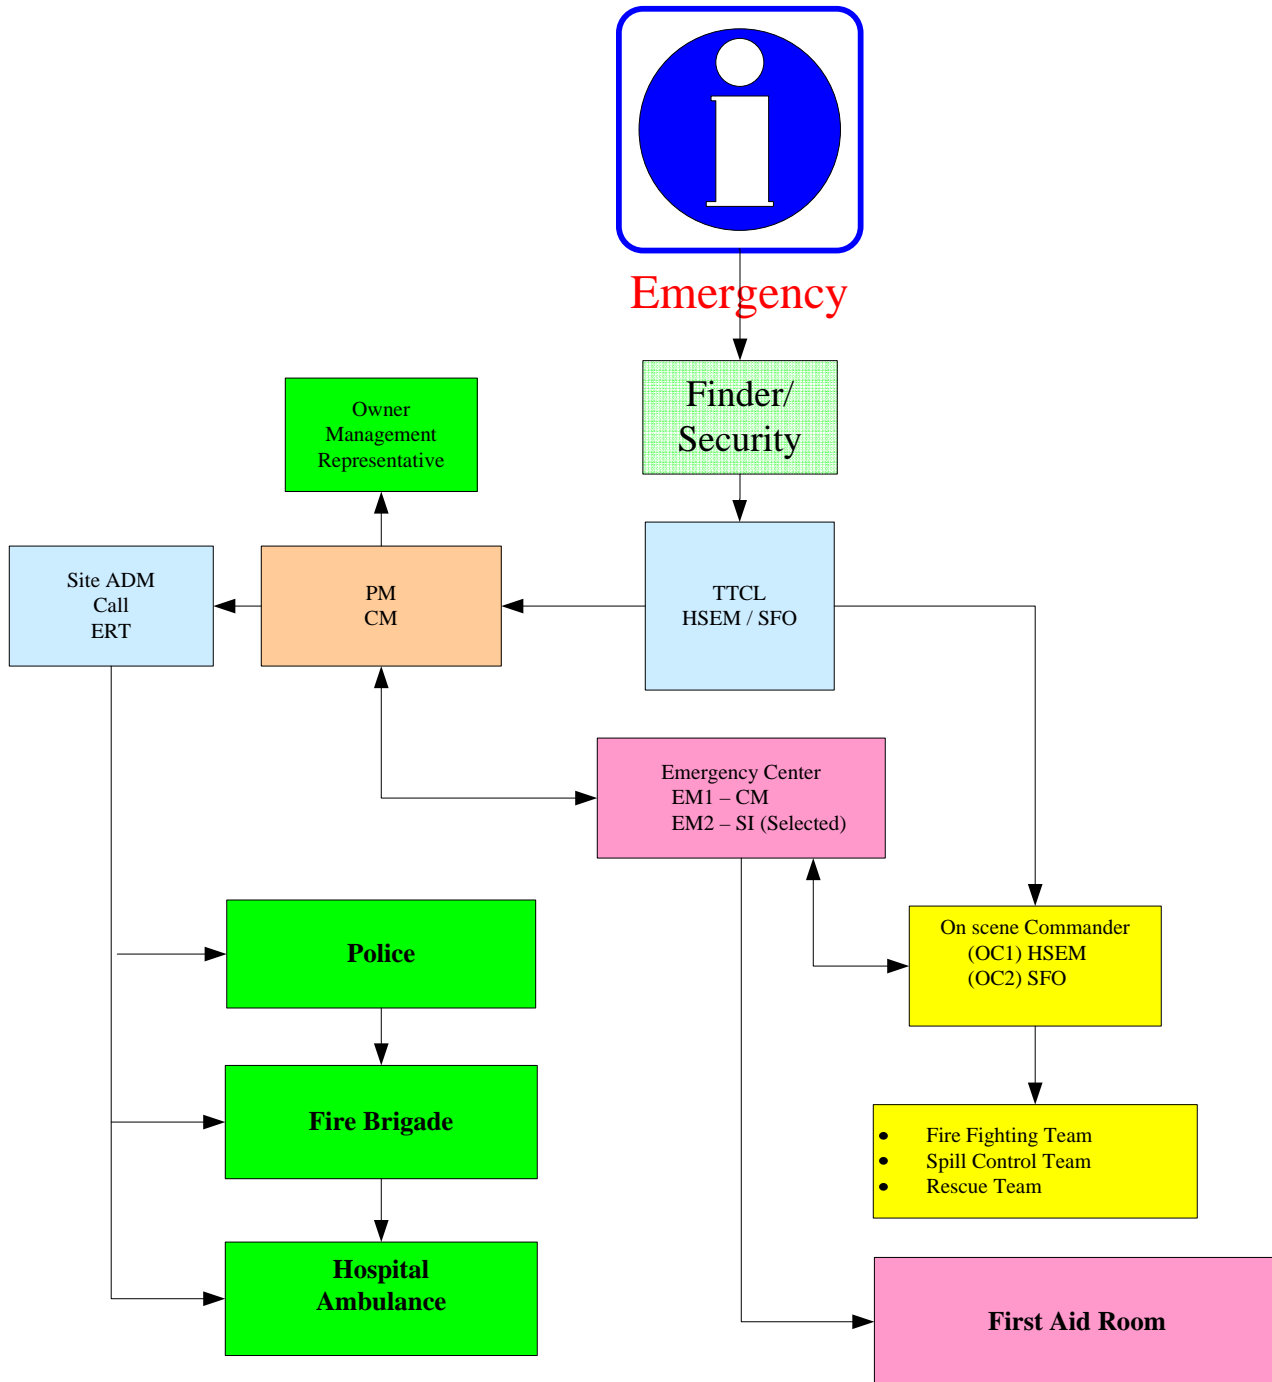 Emergency
Finder/
Security
Owner
Management
Representative
Site ADM
Call
ERT
PM
CM
TTCL
HSEM / SFO
Emergency Center
EM1 – CM
EM2 – SI (Selected)
Police
On scene Commander
(OC1) HSEM
(OC2) SFO
Fire Brigade
• Fire Fighting Team
• Spill Control Team
• Rescue Team
Hospital
Ambulance
First Aid Room